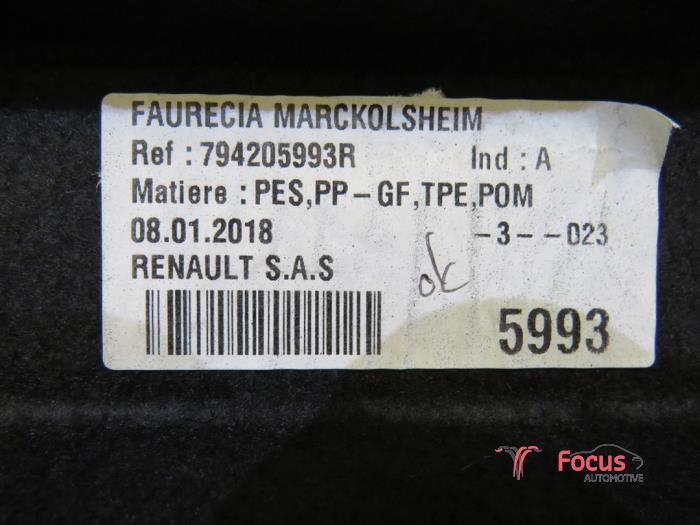 FAURECIA MARCKOLSHEIM
Ref : 794205993R Ind : A
Matiere : PES,PP-GF,TPE,POM
08.01.2018 -3--023
RENAULT S.A.S ok
5993
Focus
AUTOMOTIVE